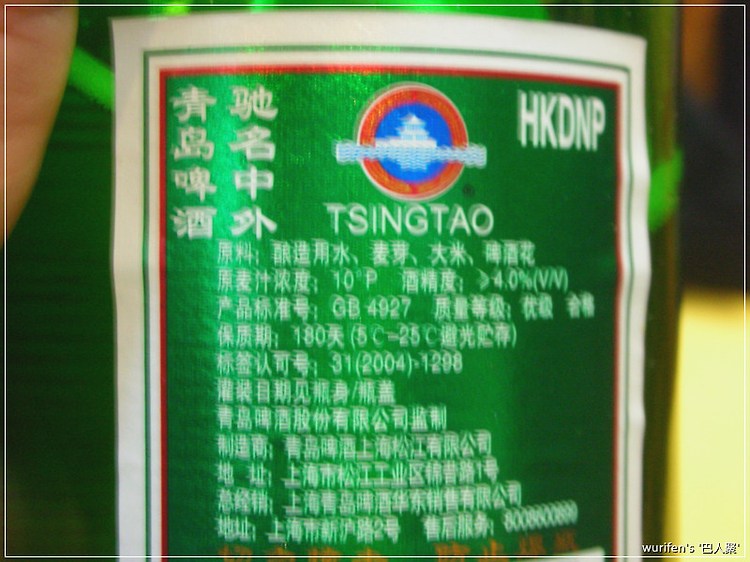 青岛啤酒
驰名中外
HKDNP
TSINGTAO
原料：酿造用水、麦芽、大米、啤酒花
原麦汁浓度：10°P 酒精度：≥4.0%(V/V)
产品标准号：GB 4927 质量等级：优级 合格
保质期：180天(5℃-25℃避光贮存)
标签认可号：31(2004)-1298
灌装日期见瓶身/瓶盖
青岛啤酒股份有限公司监制
制造商：青岛啤酒上海松江有限公司
地 址：上海市松江工业区锦昔路1号
总经销：上海青岛啤酒华东销售有限公司
地址：上海市新沪路2号 售后服务：
wurifen's '巴人聚'